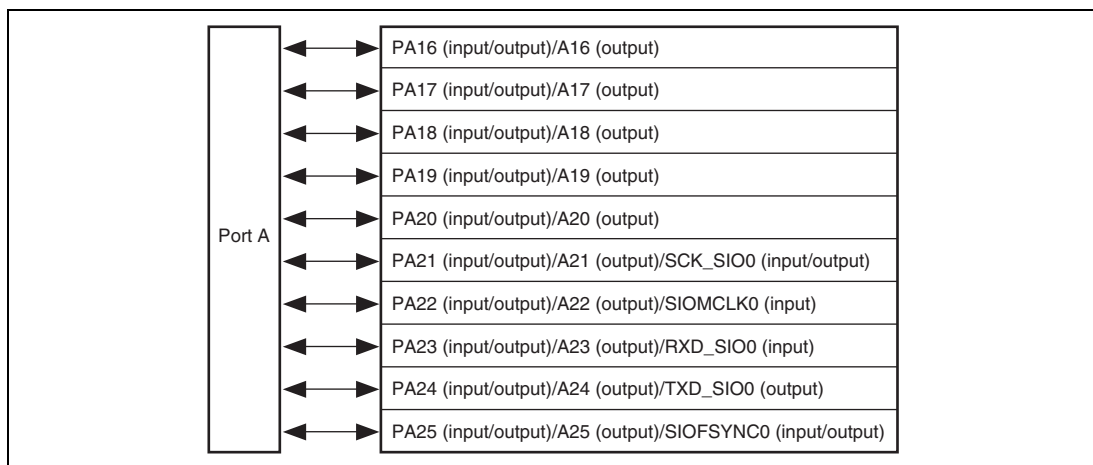 Port A
PA16 (input/output)/A16 (output)
PA17 (input/output)/A17 (output)
PA18 (input/output)/A18 (output)
PA19 (input/output)/A19 (output)
PA20 (input/output)/A20 (output)
PA21 (input/output)/A21 (output)/SCK_SIO0 (input/output)
PA22 (input/output)/A22 (output)/SIOMCLK0 (input)
PA23 (input/output)/A23 (output)/RXD_SIO0 (input)
PA24 (input/output)/A24 (output)/TXD_SIO0 (output)
PA25 (input/output)/A25 (output)/SIOFSYNC0 (input/output)